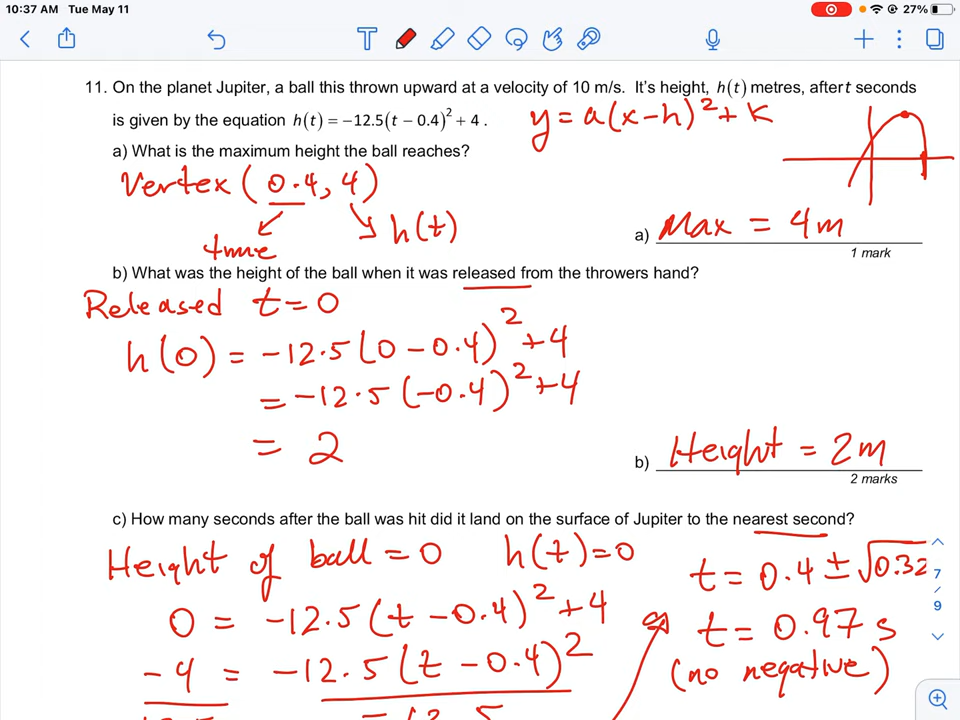 10:37 AM Tue May 11
27%
11. On the planet Jupiter, a ball this thrown upward at a velocity of 10 m/s. It's height, h(t) metres, after t seconds
is given by the equation h(t) = −12.5(t − 0.4)² + 4 .
y = a(x−h)² + k
a) What is the maximum height the ball reaches?
Vertex (0.4, 4)
time
h(t)
a) Max = 4m
1 mark
b) What was the height of the ball when it was released from the throwers hand?
Released t = 0
h(0) = −12.5(0 − 0.4)² + 4
= −12.5(−0.4)² + 4
= 2
b) Height = 2m
2 marks
c) How many seconds after the ball was hit did it land on the surface of Jupiter to the nearest second?
Height of ball = 0 h(t) = 0
t = 0.4 ± √0.32
0 = −12.5(t − 0.4)² + 4
t = 0.97 s
−4 = −12.5(t − 0.4)²
(no negative)
7
/
9